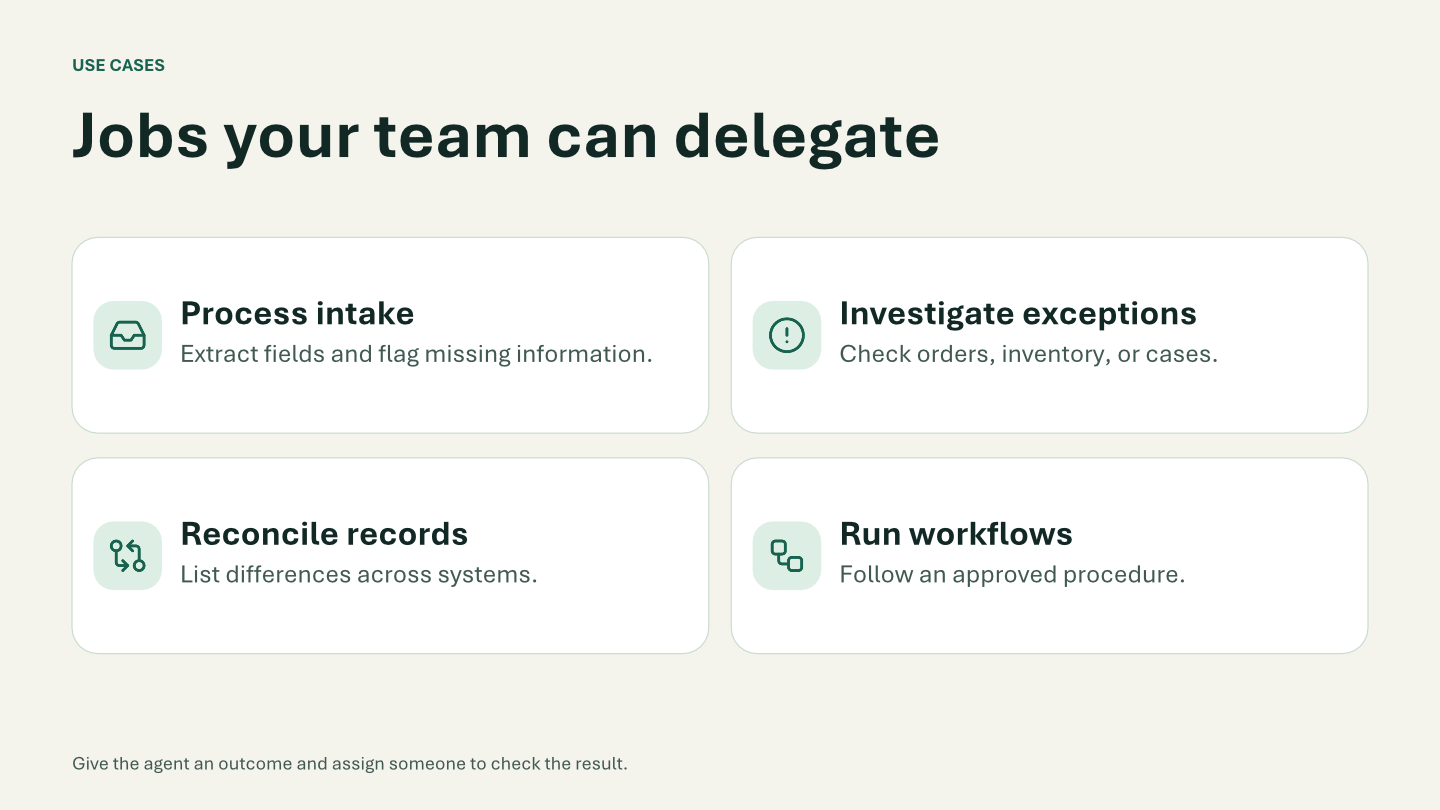 USE CASES
Jobs your team can delegate
Process intake
Extract fields and flag missing information.
Investigate exceptions
Check orders, inventory, or cases.
Reconcile records
List differences across systems.
Run workflows
Follow an approved procedure.
Give the agent an outcome and assign someone to check the result.